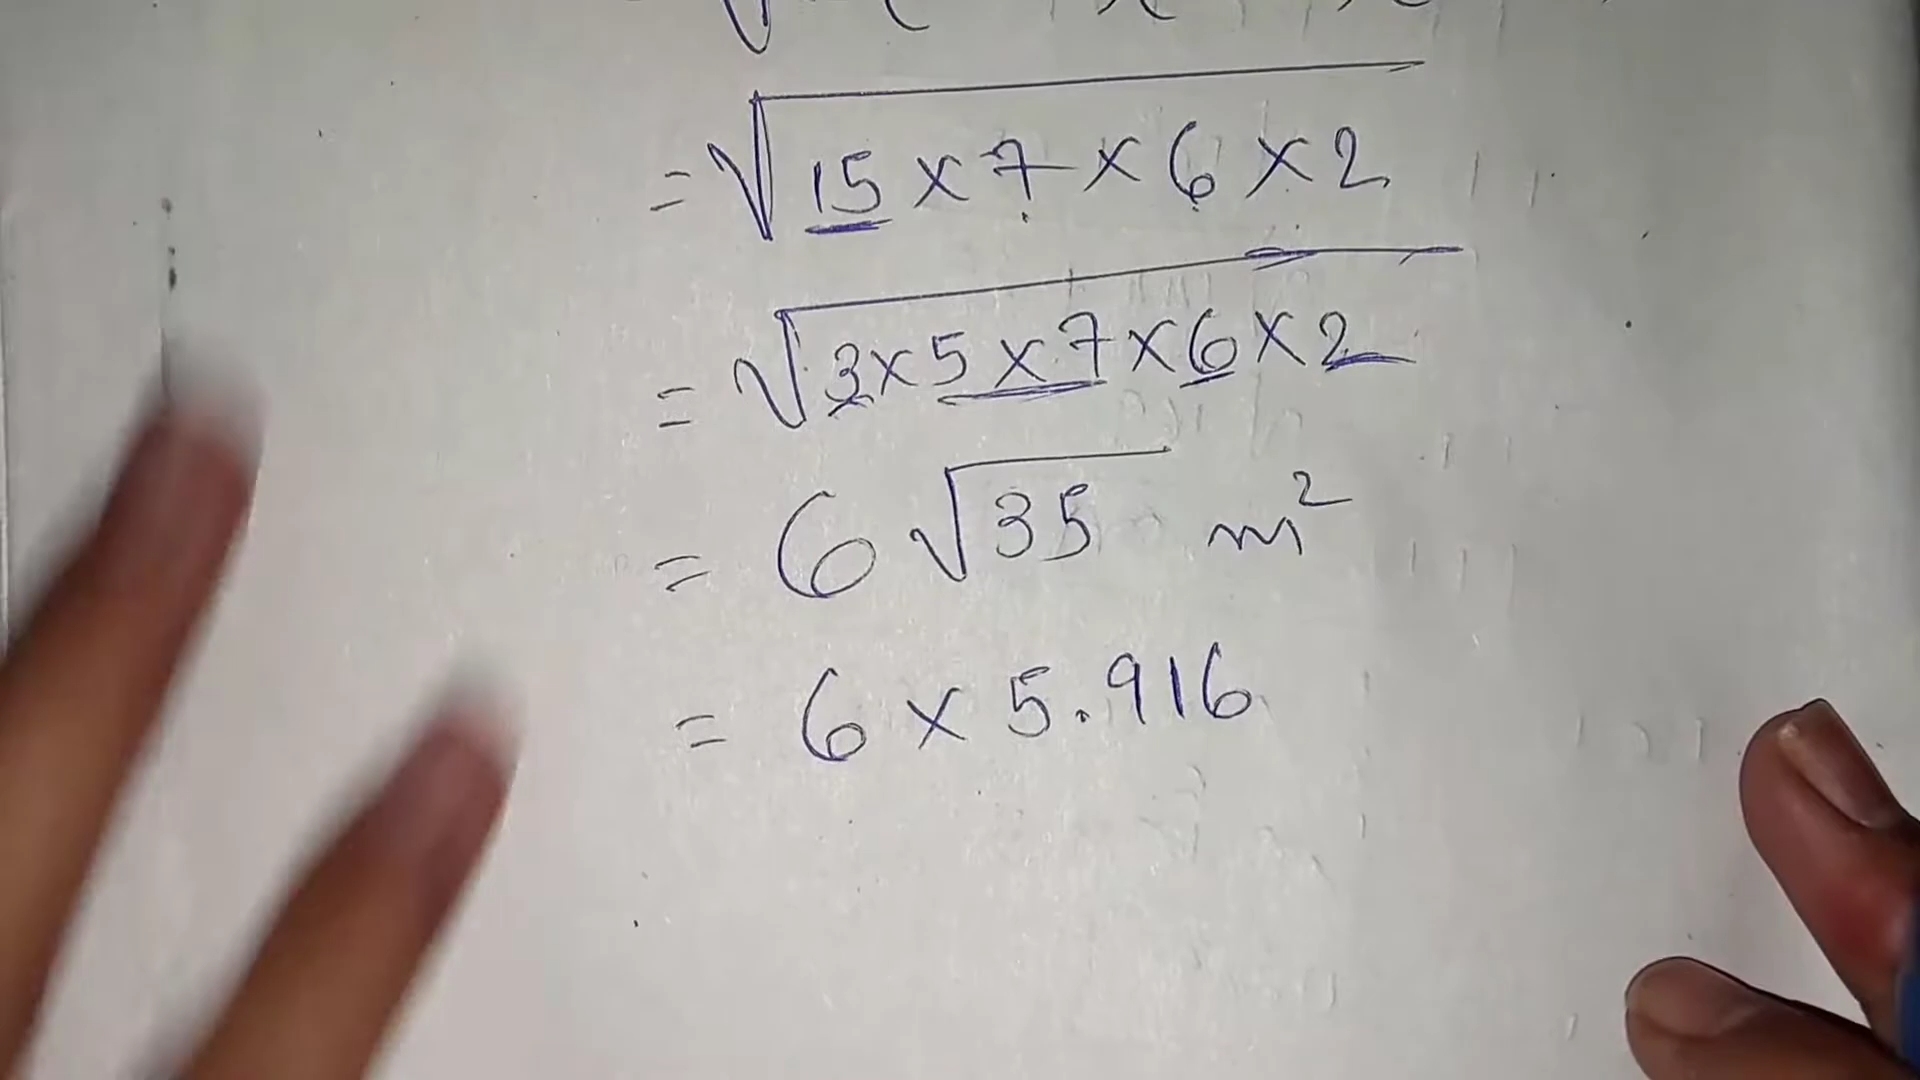 = √15 × 7 × 6 × 2
= √3 × 5 × 7 × 6 × 2
= 6 √35 m²
= 6 × 5.916